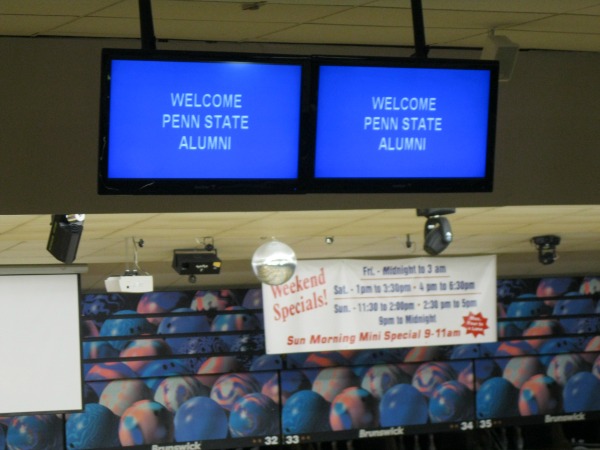 WELCOME
PENN STATE
ALUMNI
WELCOME
PENN STATE
ALUMNI
Weekend
Specials!
Fri. - Midnight to 3 am
Sat. - 1pm to 3:30pm - 4 pm to 6:30pm
Sun. - 11:30 to 2:00pm - 2:30 pm to 5pm
9pm to Midnight
Sun Morning Mini Special 9-11am
Brunswick
32
33
Brunswick
34
35
Brunswick